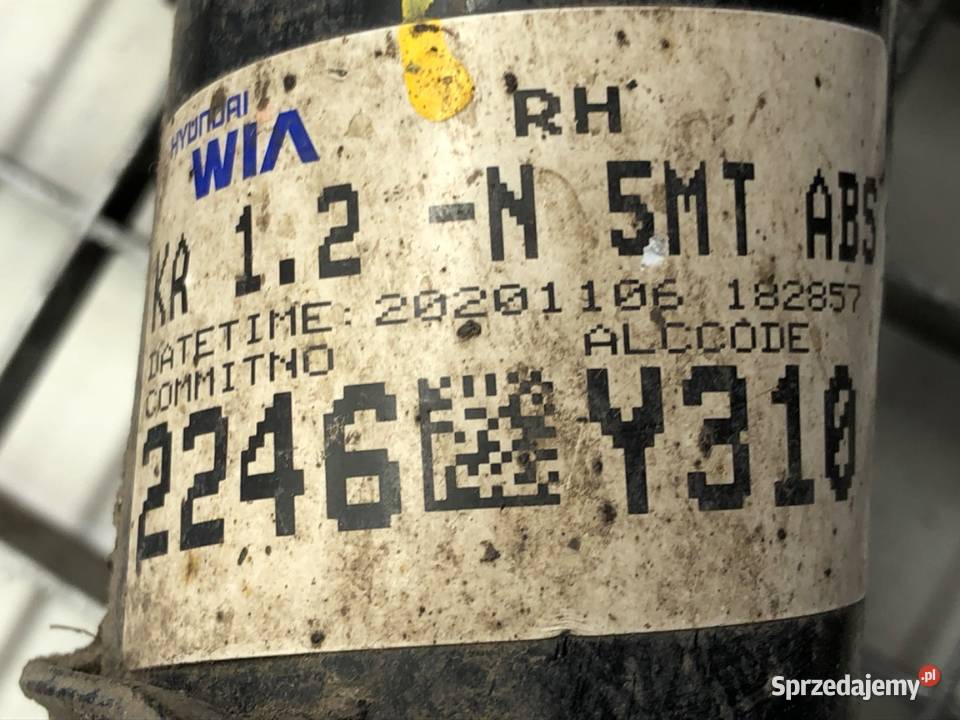 HYUNDAI
WIA
RH
KA 1.2 -N 5MT ABS
DATETIME: 20201106 182857
COMMITNO ALCCODE
2246 Y310
Sprzedajemy.pl